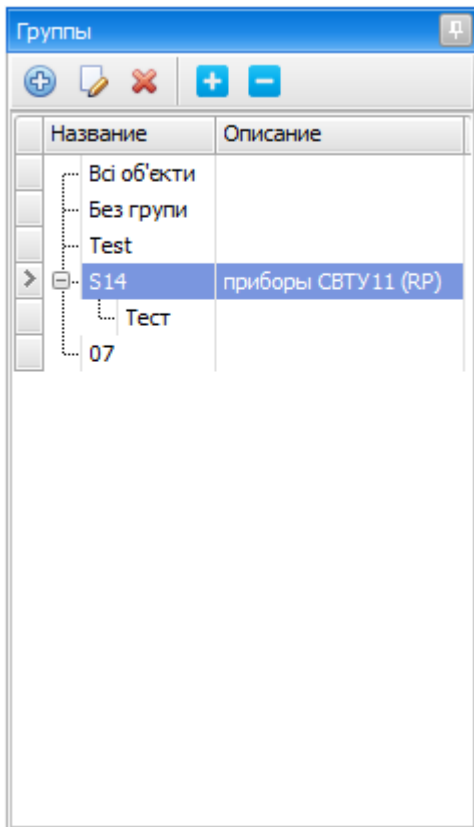 Группы
Название Описание
Всі об'єкти
Без групи
Test
S14 приборы СВТУ11 (RP)
Тест
07